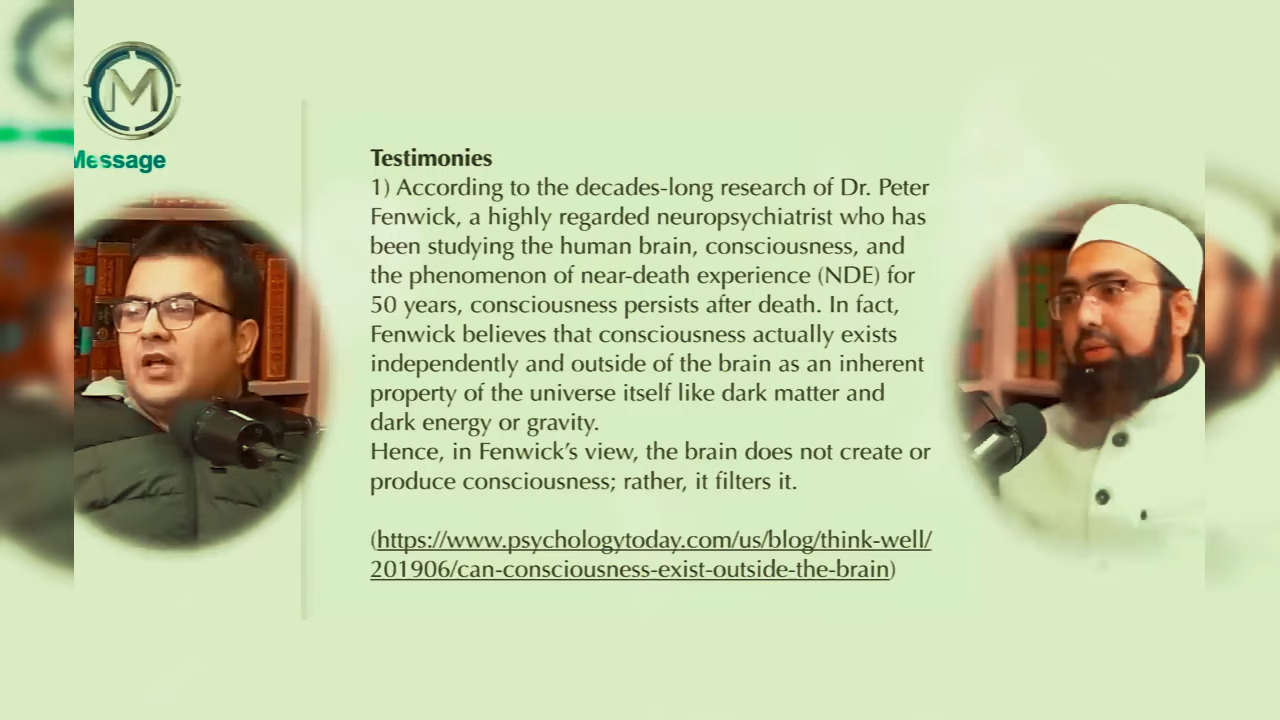 M
Message
Testimonies
1) According to the decades-long research of Dr. Peter
Fenwick, a highly regarded neuropsychiatrist who has
been studying the human brain, consciousness, and
the phenomenon of near-death experience (NDE) for
50 years, consciousness persists after death. In fact,
Fenwick believes that consciousness actually exists
independently and outside of the brain as an inherent
property of the universe itself like dark matter and
dark energy or gravity.
Hence, in Fenwick’s view, the brain does not create or
produce consciousness; rather, it filters it.
(https://www.psychologytoday.com/us/blog/think-well/
201906/can-consciousness-exist-outside-the-brain)